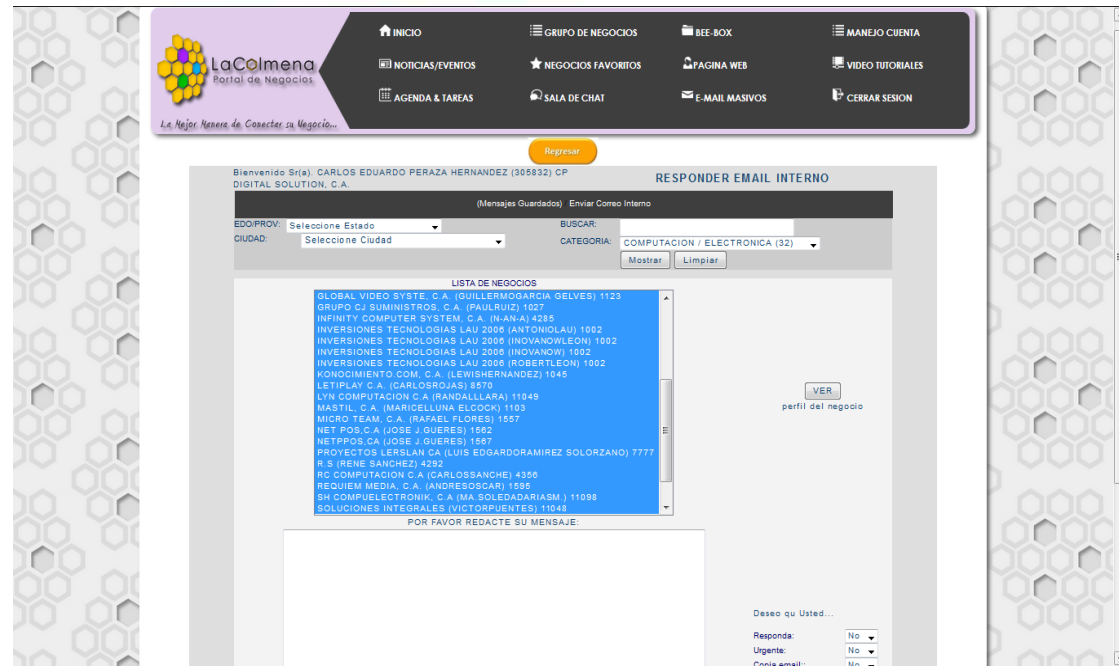 LaCOlmena
Portal de Negocios
La Mejor Manera de Conectar su Negocio...
INICIO
GRUPO DE NEGOCIOS
BEE-BOX
MANEJO CUENTA
NOTICIAS/EVENTOS
NEGOCIOS FAVORITOS
PAGINA WEB
VIDEO TUTORIALES
AGENDA & TAREAS
SALA DE CHAT
E-MAIL MASIVOS
CERRAR SESION
Regresar
Bienvenido Sr(a). CARLOS EDUARDO PERAZA HERNANDEZ (305832) CP
DIGITAL SOLUTION, C.A.
RESPONDER EMAIL INTERNO
(Mensajes Guardados) Enviar Correo Interno
EDO/PROV: Seleccione Estado
BUSCAR:
CIUDAD: Seleccione Ciudad
CATEGORIA: COMPUTACION / ELECTRONICA (32)
Mostrar Limpiar
LISTA DE NEGOCIOS
GLOBAL VIDEO SYSTE, C.A. (GUILLERMOGARCIA GELVES) 1123
GRUPO CJ SUMINISTROS, C.A. (PAULRUIZ) 1027
INFINITY COMPUTER SYSTEM, C.A. (N-AN-A) 4285
INVERSIONES TECNOLOGIAS LAU 2006 (ANTONIOLAU) 1002
INVERSIONES TECNOLOGIAS LAU 2006 (INOVANOWLEON) 1002
INVERSIONES TECNOLOGIAS LAU 2006 (INOVANOW) 1002
INVERSIONES TECNOLOGIAS LAU 2006 (ROBERTLEON) 1002
KONOCIMIENTO.COM, C.A. (LEWISHERNANDEZ) 1045
LETIPLAY C.A. (CARLOSROJAS) 8570
LYN COMPUTACION C.A (RANDALLLARA) 11049
MASTIL, C.A. (MARICELLUNA ELCOCK) 1103
MICRO TEAM, C.A. (RAFAEL FLORES) 1557
NET POS,C.A (JOSE J.GUERES) 1562
NETPPOS,CA (JOSE J.GUERES) 1567
PROYECTOS LERSLAN CA (LUIS EDGARDORAMIREZ SOLORZANO) 7777
R.S (RENE SANCHEZ) 4292
RC COMPUTACION C.A (CARLOSSANCHE) 4356
REQUIEM MEDIA, C.A. (ANDRESOSCAR) 1595
SH COMPUELECTRONIK, C.A (MA.SOLEDADARIASM.) 11098
SOLUCIONES INTEGRALES (VICTORPUENTES) 11048
VER
perfil del negocio
POR FAVOR REDACTE SU MENSAJE:
Deseo qu Usted...
Responda: No
Urgente: No
Copia email:: No